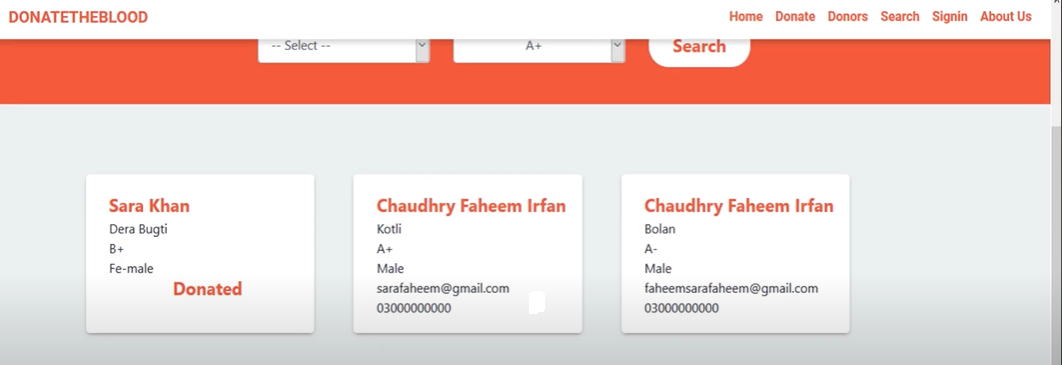 DONATETHEBLOOD
Home Donate Donors Search Signin About Us
-- Select -- A+ Search
Sara Khan
Dera Bugti
B+
Fe-male
Donated
Chaudhry Faheem Irfan
Kotli
A+
Male
sarafaheem@gmail.com
03000000000
Chaudhry Faheem Irfan
Bolan
A-
Male
faheemsarafaheem@gmail.com
03000000000